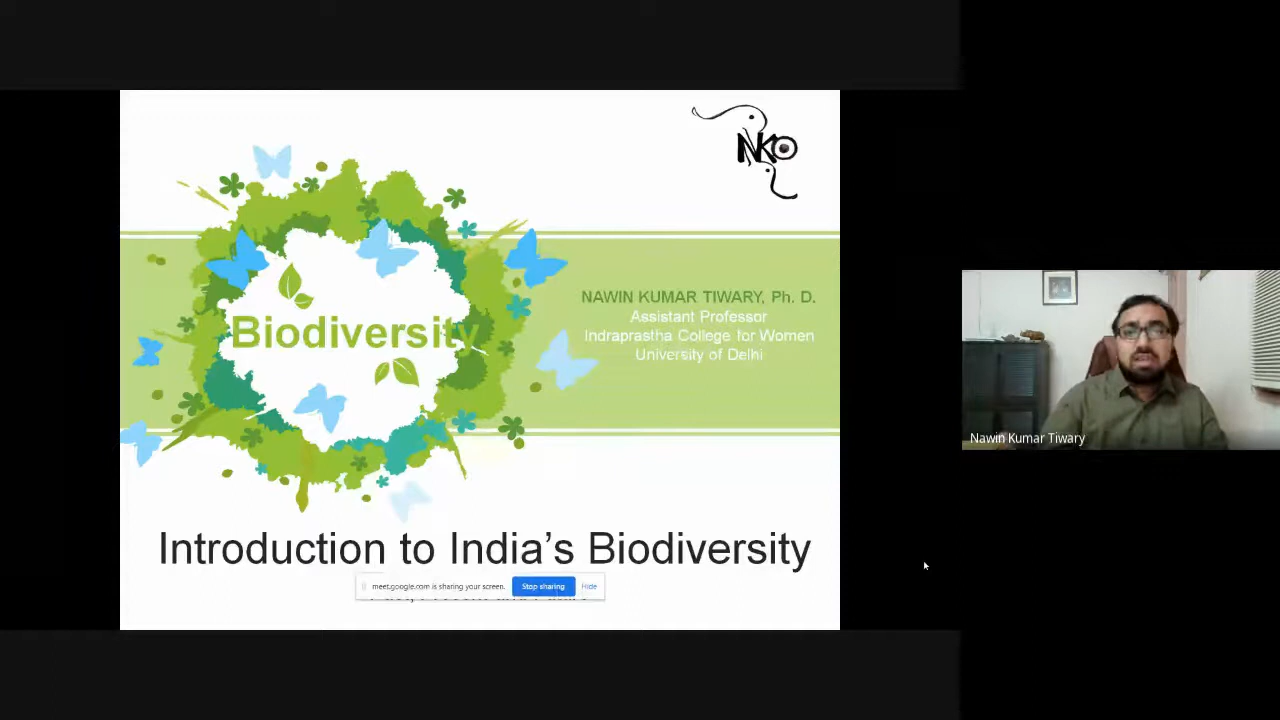 NKO
Biodiversity
NAWIN KUMAR TIWARY, Ph. D.
Assistant Professor
Indraprastha College for Women
University of Delhi
Introduction to India’s Biodiversity
meet.google.com is sharing your screen. Stop sharing Hide
Nawin Kumar Tiwary